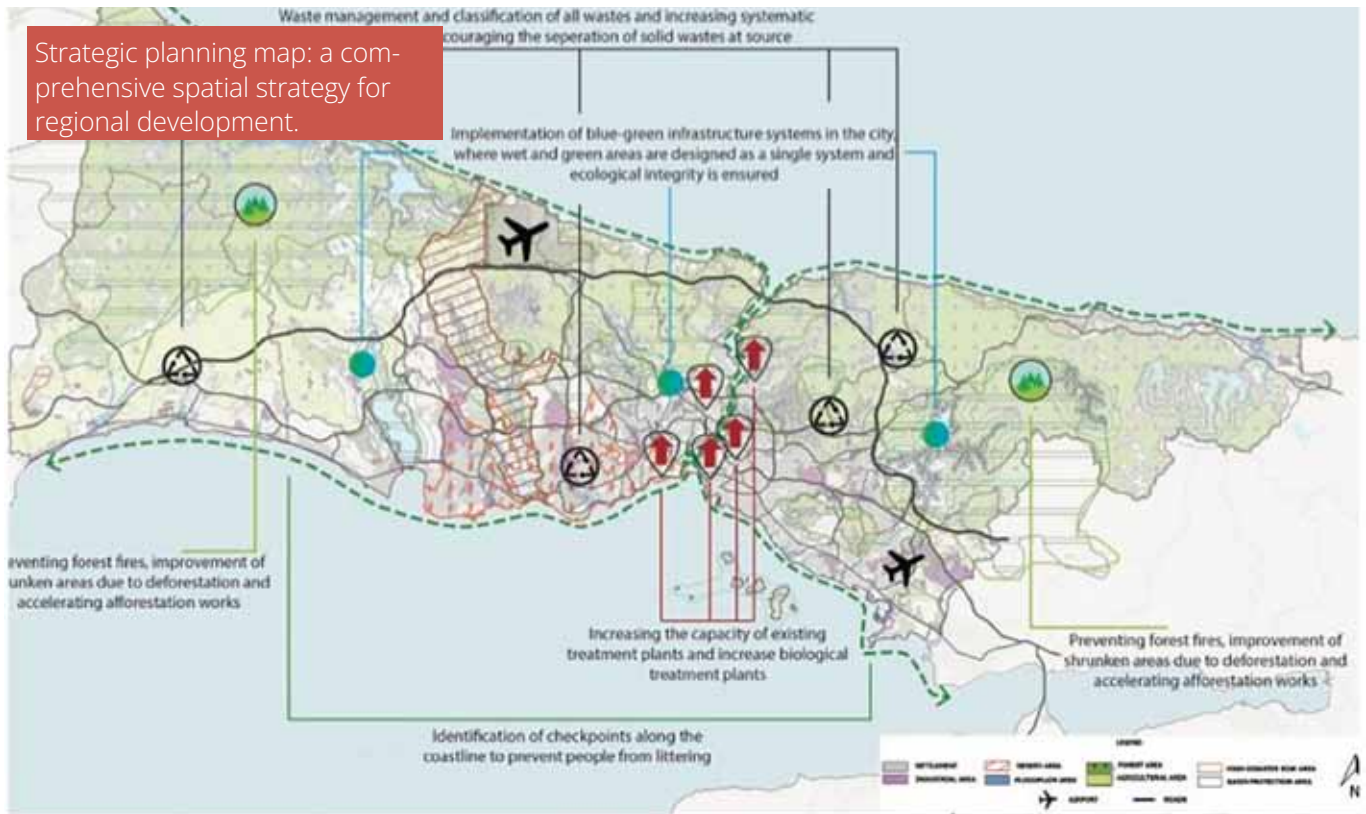 Waste management and classification of all wastes and increasing systematic
couraging the seperation of solid wastes at source
Strategic planning map: a com-
prehensive spatial strategy for
regional development.
Implementation of blue-green infrastructure systems in the city,
where wet and green areas are designed as a single system and
ecological integrity is ensured
eventing forest fires, improvement of
unken areas due to deforestation and
accelerating afforestation works
Increasing the capacity of existing
treatment plants and increase biological
treatment plants
Preventing forest fires, improvement of
shrunken areas due to deforestation and
accelerating afforestation works
Identification of checkpoints along the
coastline to prevent people from littering
LEGEND
SETTLEMENT
INDUSTRIAL AREA
FOREST AREA
AGRICULTURAL AREA
AIRPORT
ROADS
N